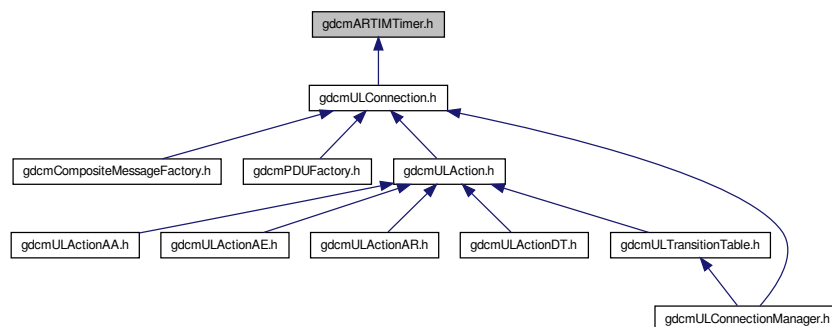 gdcmARTIMTimer.h
gdcmULConnection.h
gdcmCompositeMessageFactory.h
gdcmPDUFactory.h
gdcmULAction.h
gdcmULActionAA.h
gdcmULActionAE.h
gdcmULActionAR.h
gdcmULActionDT.h
gdcmULTransitionTable.h
gdcmULConnectionManager.h